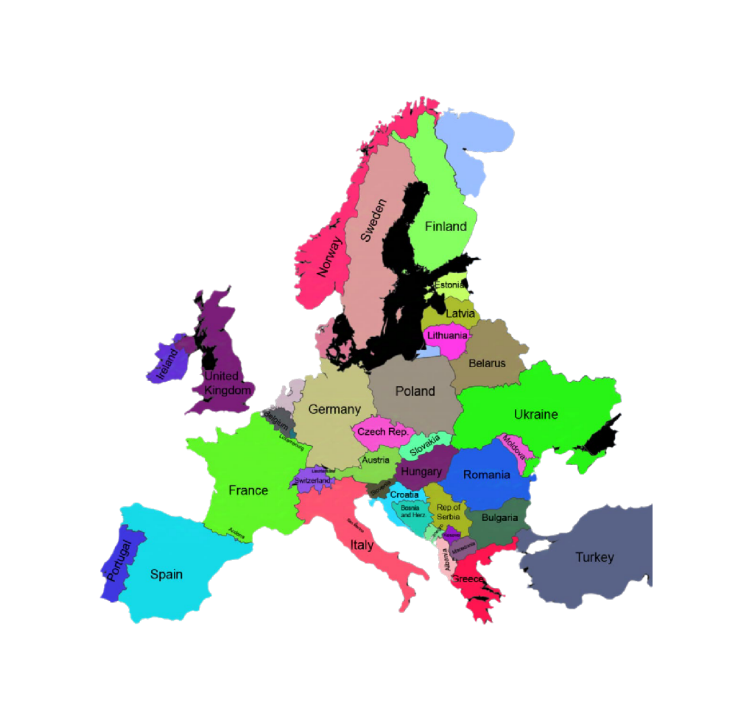 Norway
Sweden
Finland
Estonia
Latvia
Lithuania
Belarus
Ireland
United
Kingdom
Belgium
Luxembourg
Germany
Poland
Ukraine
Czech Rep.
Slovakia
Moldova
Austria
Liechtenstein
Switzerland
Hungary
Romania
France
Croatia
Bosnia
and Herz
Rep of
Serbia
Bulgaria
San Marino
Italy
Andorra
Portugal
Spain
Albania
Macedonia
Greece
Turkey